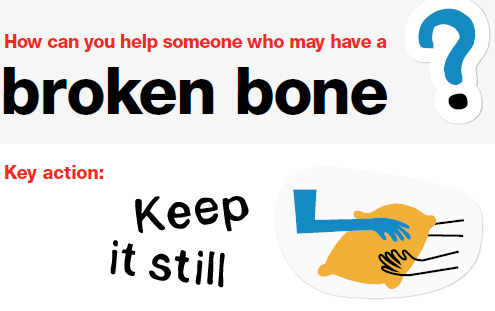 How can you help someone who may have a
broken bone
?
Key action:
Keep
it still